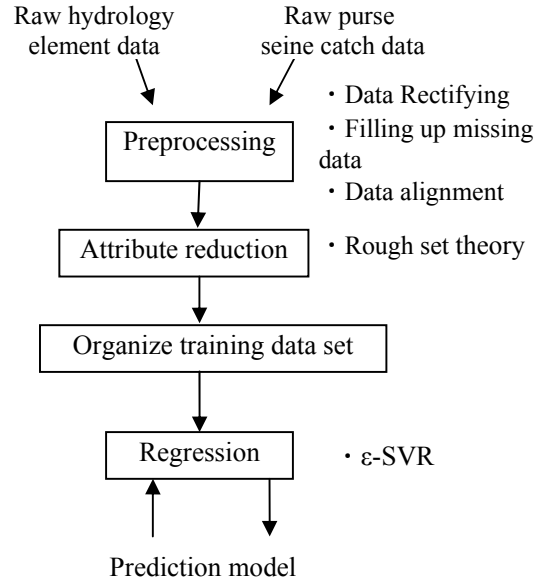 Raw hydrology
element data
Raw purse
seine catch data
Preprocessing
・Data Rectifying
・Filling up missing
data
・Data alignment
Attribute reduction
・Rough set theory
Organize training data set
Regression
・ε-SVR
Prediction model